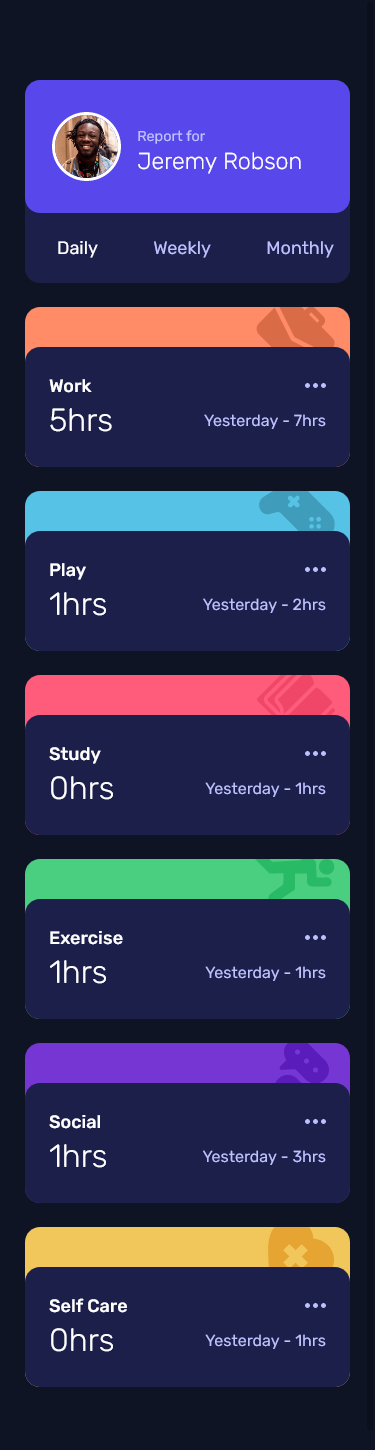 Report for
Jeremy Robson
Daily Weekly Monthly
Work
5hrs Yesterday - 7hrs
Play
1hrs Yesterday - 2hrs
Study
0hrs Yesterday - 1hrs
Exercise
1hrs Yesterday - 1hrs
Social
1hrs Yesterday - 3hrs
Self Care
0hrs Yesterday - 1hrs